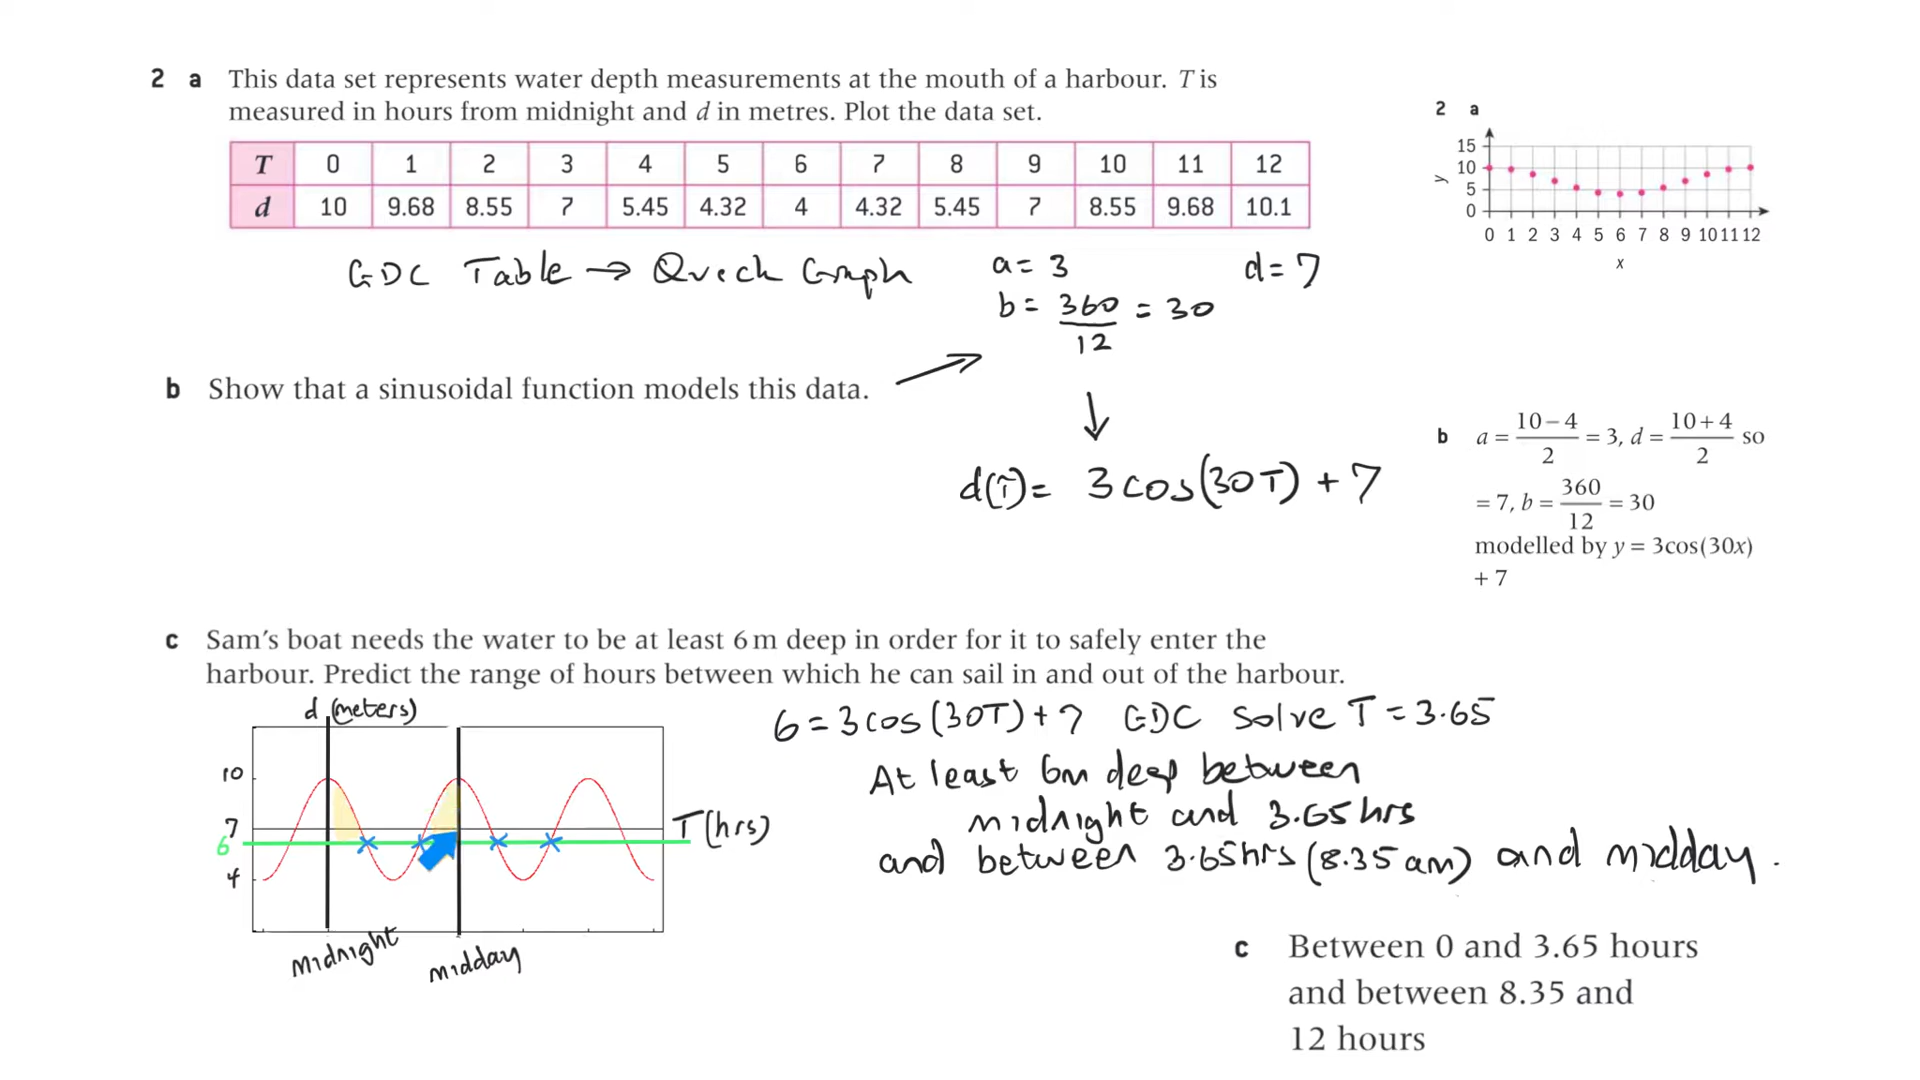 2 a This data set represents water depth measurements at the mouth of a harbour. T is
measured in hours from midnight and d in metres. Plot the data set.
T 0 1 2 3 4 5 6 7 8 9 10 11 12
d 10 9.68 8.55 7 5.45 4.32 4 4.32 5.45 7 8.55 9.68 10.1
2 a
15
10
5
0
y
0 1 2 3 4 5 6 7 8 9 10 11 12
x
GDC Table → Quick Graph
a = 3
d = 7
b = 360/12 = 30
b Show that a sinusoidal function models this data.
d(T) = 3cos(30T) + 7
b a = (10 − 4)/2 = 3, d = (10 + 4)/2 so
= 7, b = 360/12 = 30
modelled by y = 3cos(30x)
+ 7
c Sam's boat needs the water to be at least 6 m deep in order for it to safely enter the
harbour. Predict the range of hours between which he can sail in and out of the harbour.
d (meters)
10
7
6
4
T (hrs)
midnight
midday
6 = 3cos(30T) + 7 GDC solve T = 3.65
At least 6m deep between
midnight and 3.65hrs
and between 3.65hrs (8.35 am) and midday.
c Between 0 and 3.65 hours
and between 8.35 and
12 hours